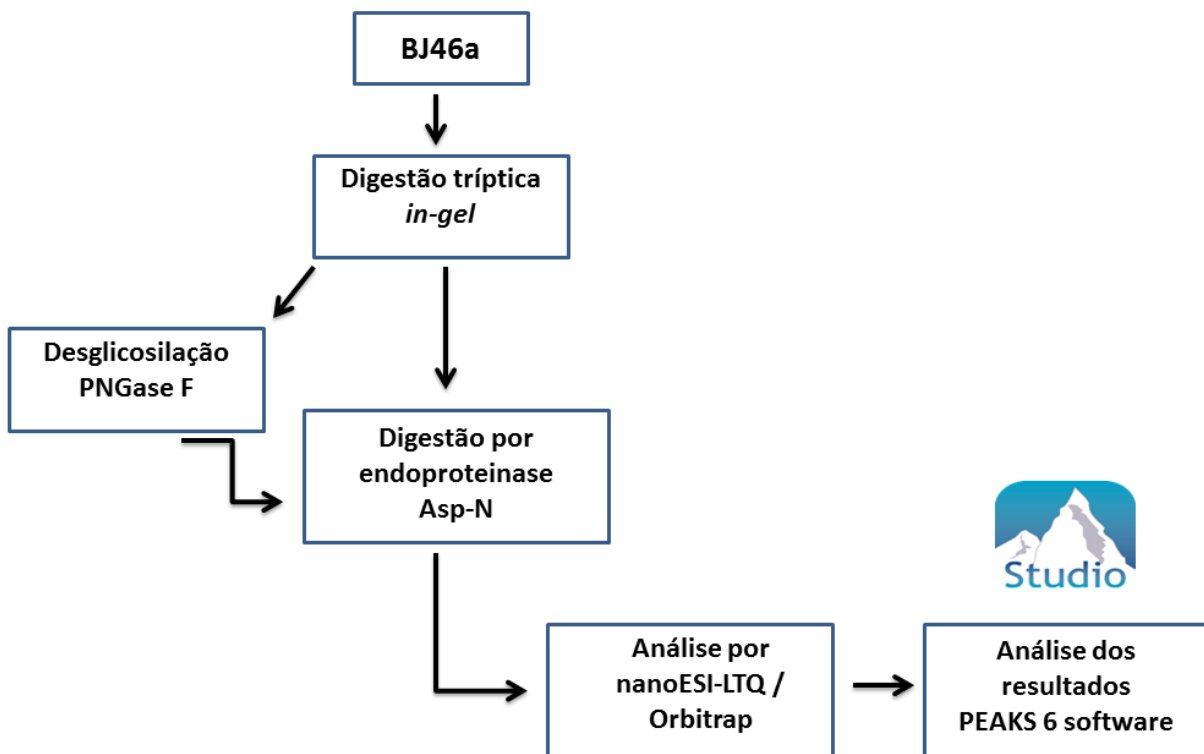 BJ46a
Digestão tríptica
in-gel
Desglicosilação
PNGase F
Digestão por
endoproteinase
Asp-N
Studio
Análise por
nanoESI-LTQ /
Orbitrap
Análise dos
resultados
PEAKS 6 software